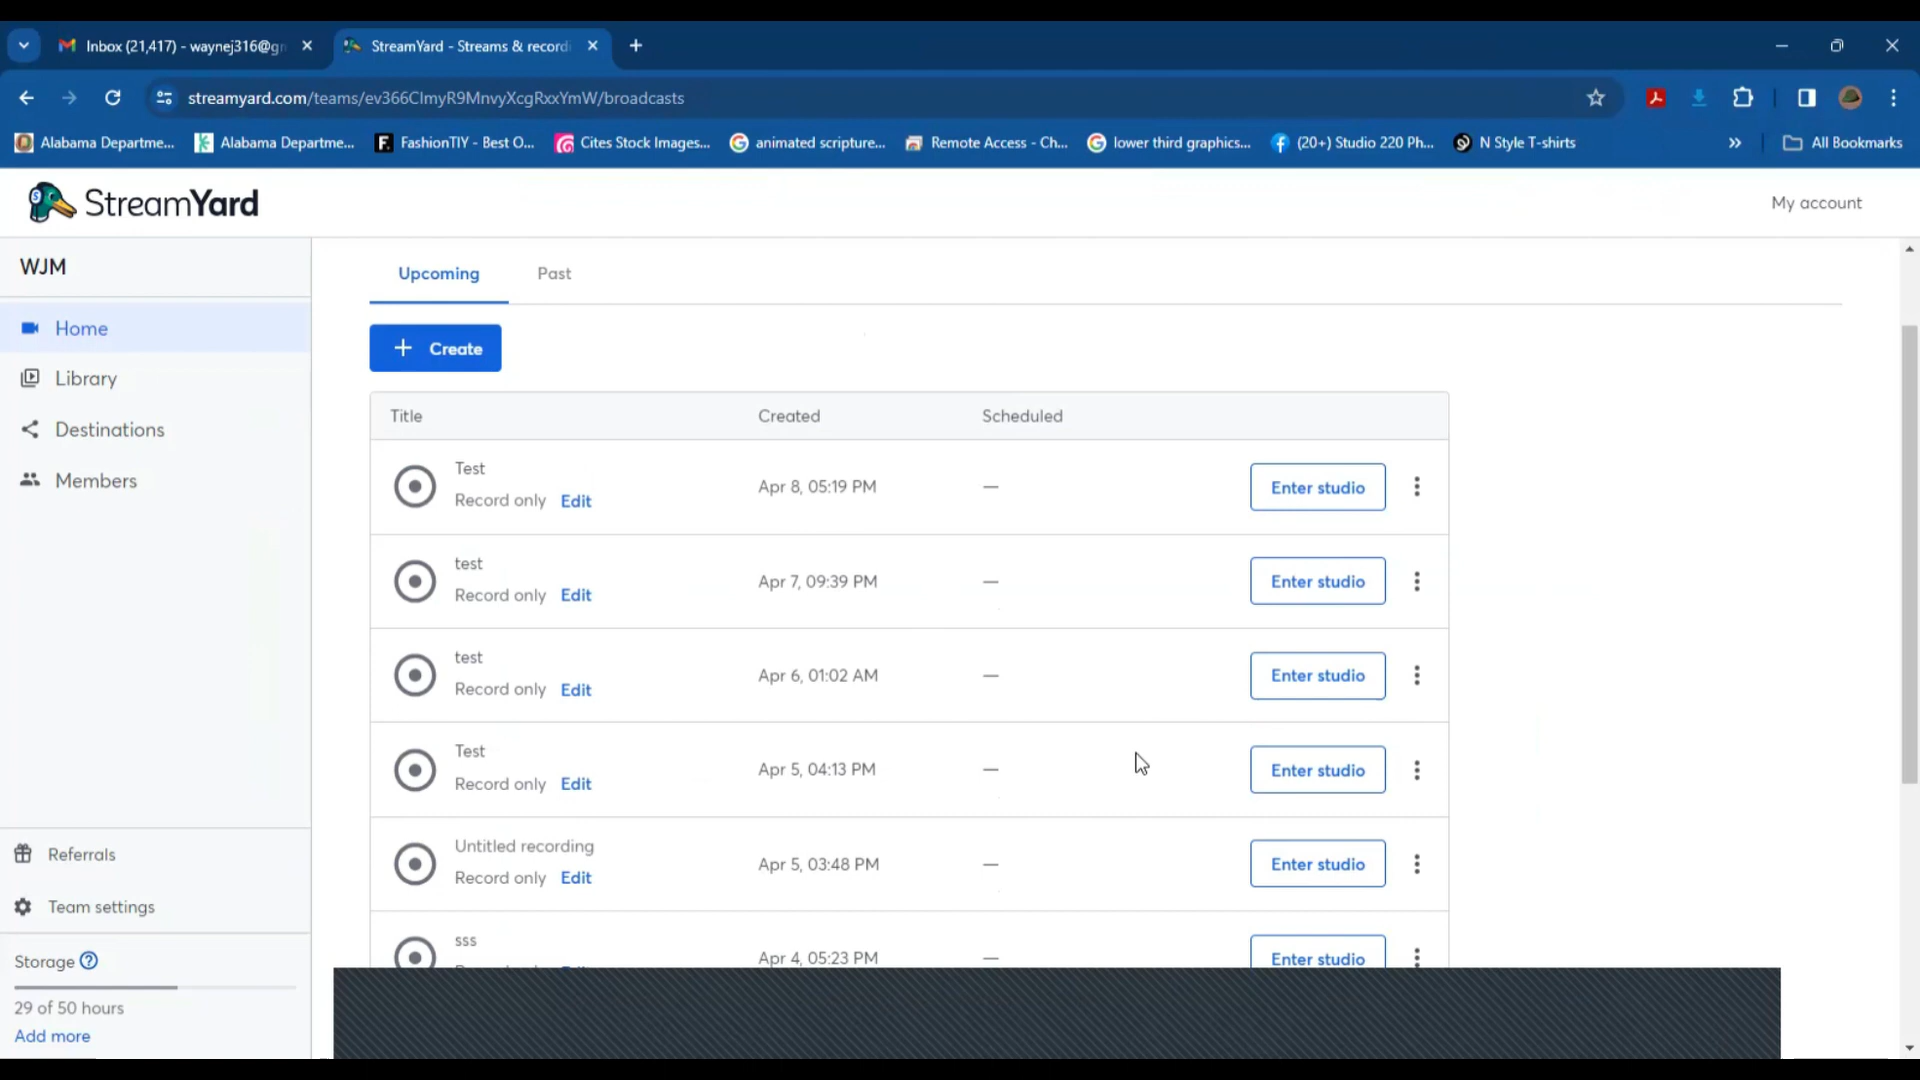 Inbox (21,417) - waynej316@gn
StreamYard - Streams & recordi
streamyard.com/teams/ev366ClmyR9MnvyXcgRxxYmW/broadcasts
Alabama Departme...
Alabama Departme...
FashionTIY - Best O...
Cites Stock Images...
animated scripture...
Remote Access - Ch...
lower third graphics...
(20+) Studio 220 Ph...
N Style T-shirts
All Bookmarks
StreamYard
My account
WJM
Home
Library
Destinations
Members
Referrals
Team settings
Storage
29 of 50 hours
Add more
Upcoming Past
+ Create
Title Created Scheduled
Test
Record only Edit
Apr 8, 05:19 PM — Enter studio
test
Record only Edit
Apr 7, 09:39 PM — Enter studio
test
Record only Edit
Apr 6, 01:02 AM — Enter studio
Test
Record only Edit
Apr 5, 04:13 PM — Enter studio
Untitled recording
Record only Edit
Apr 5, 03:48 PM — Enter studio
sss
Apr 4, 05:23 PM — Enter studio